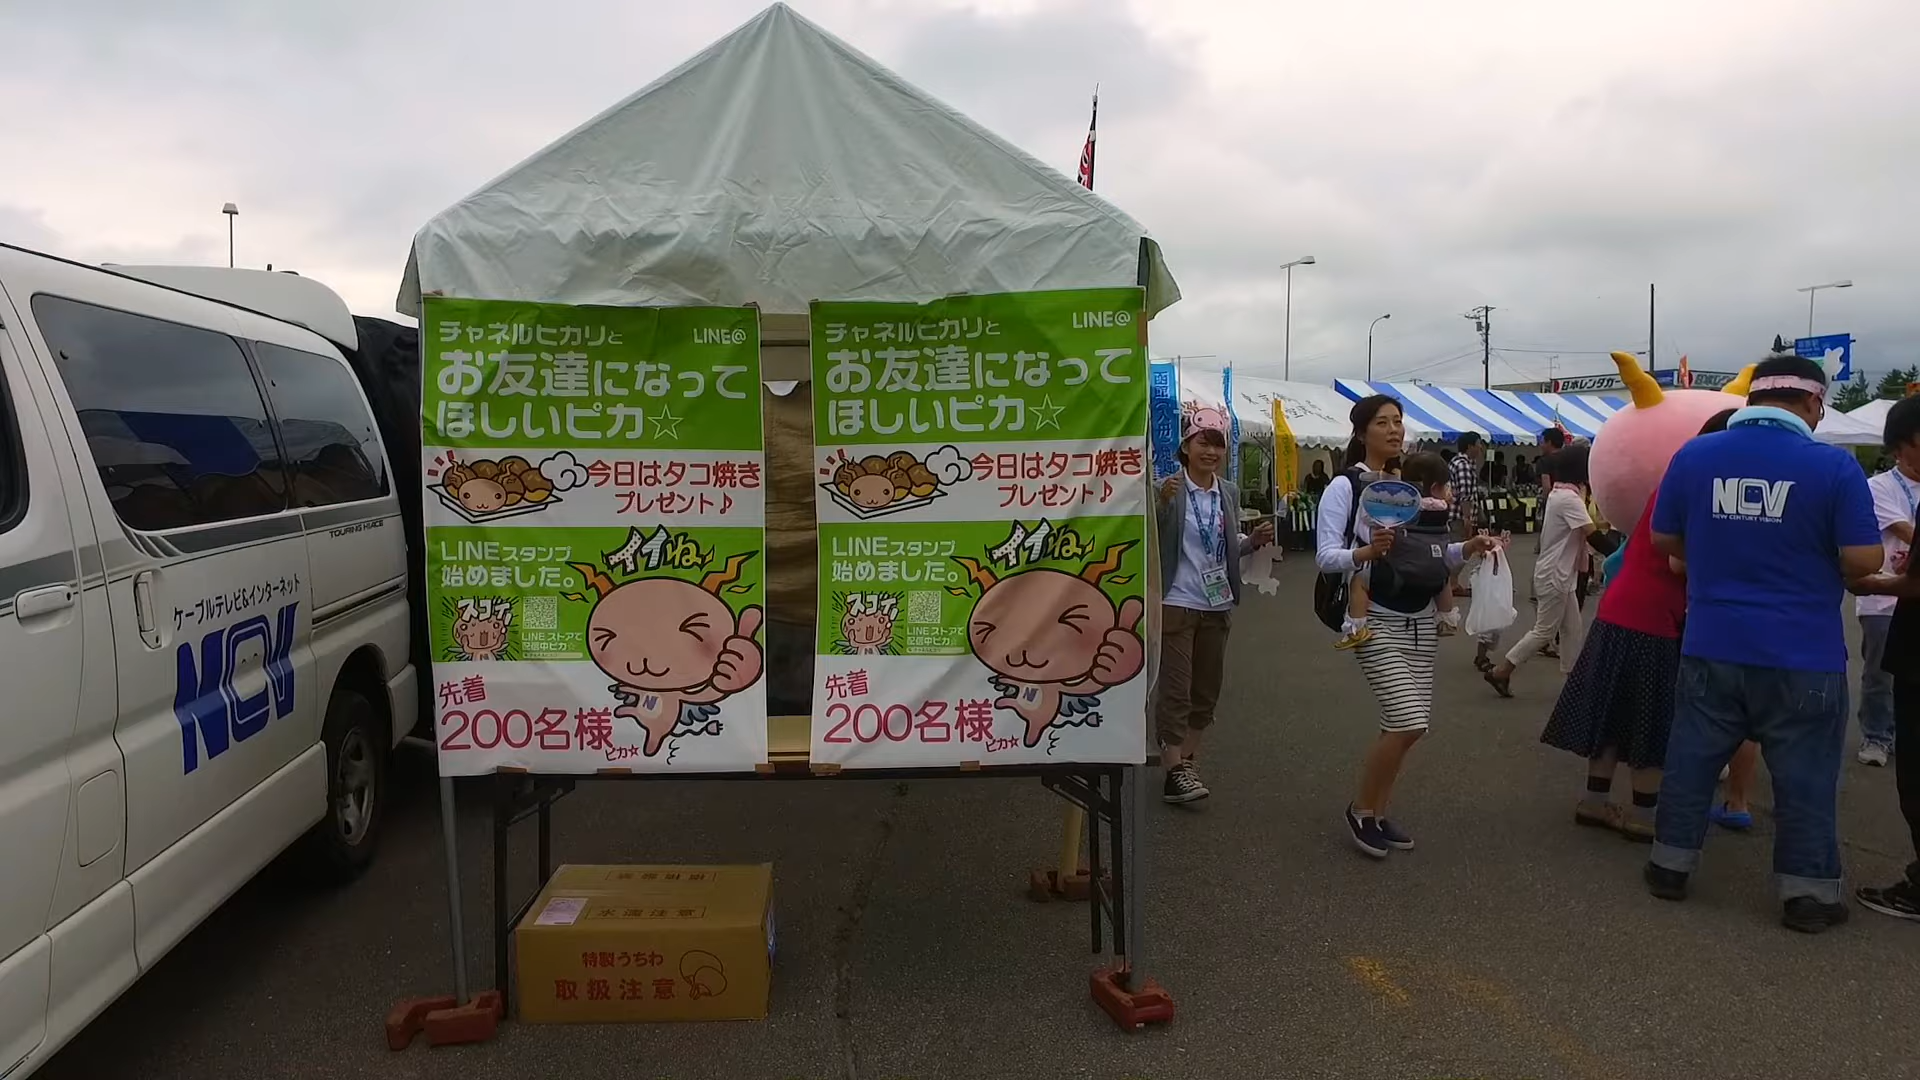 チャネルヒカリと
LINE@
お友達になって
ほしいピカ☆
今日はタコ焼き
プレゼント♪
イイねー
LINEスタンプ
始めました。
スゴイ
LINEストアで
配信中ピカ☆
先着
200名様
ピカ☆
チャネルヒカリと
LINE@
お友達になって
ほしいピカ☆
今日はタコ焼き
プレゼント♪
イイねー
LINEスタンプ
始めました。
スゴイ
LINEストアで
配信中ピカ☆
先着
200名様
ピカ☆
TOURING HIACE
ケーブルテレビ&インターネット
NCV
水濡注意
特製うちわ
取扱注意
日本レンタカー
NCV
NEW CENTURY VISION